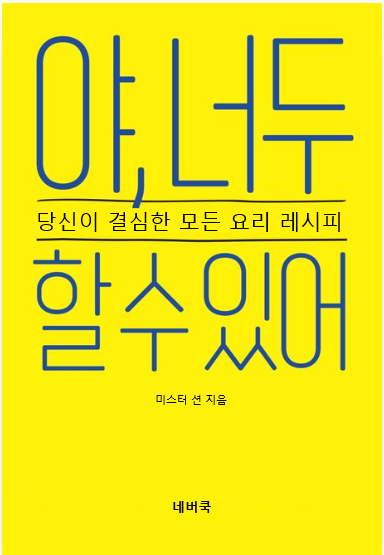 야, 너두
당신이 결심한 모든 요리 레시피
할 수 있어
미스터 션 지음
네버쿡